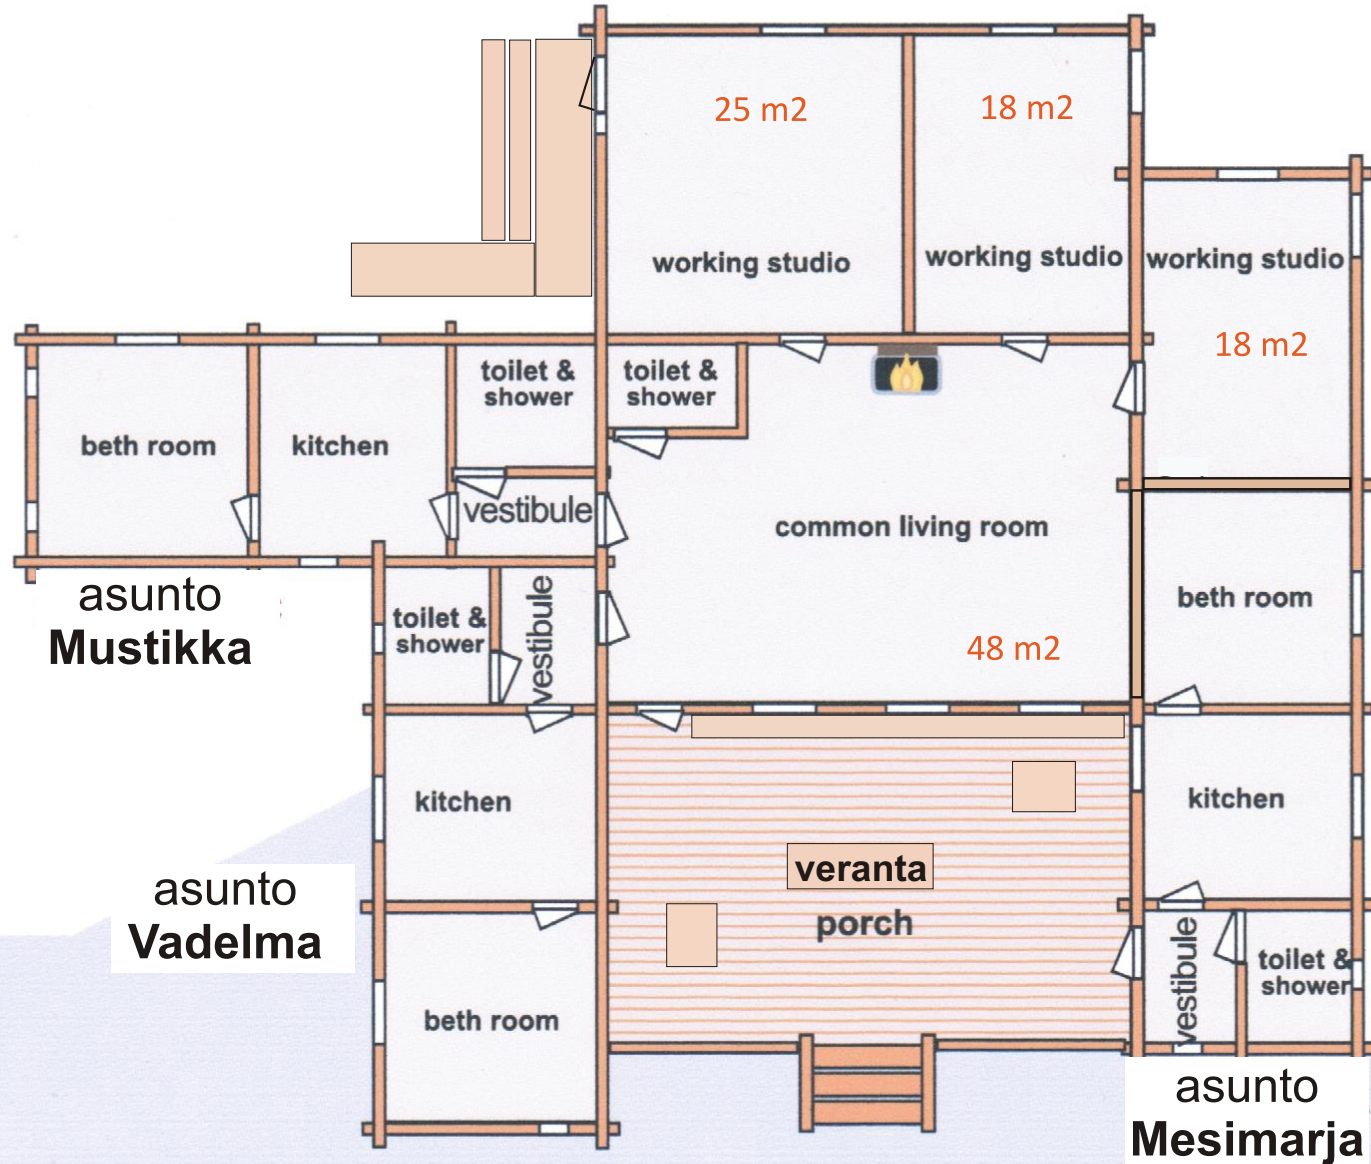 25 m2
18 m2
working studio
working studio
working studio
18 m2
toilet &
shower
toilet &
shower
beth room
kitchen
vestibule
common living room
48 m2
asunto
Mustikka
toilet &
shower
vestibule
beth room
kitchen
kitchen
asunto
Vadelma
veranta
porch
beth room
vestibule
toilet &
shower
asunto
Mesimarja